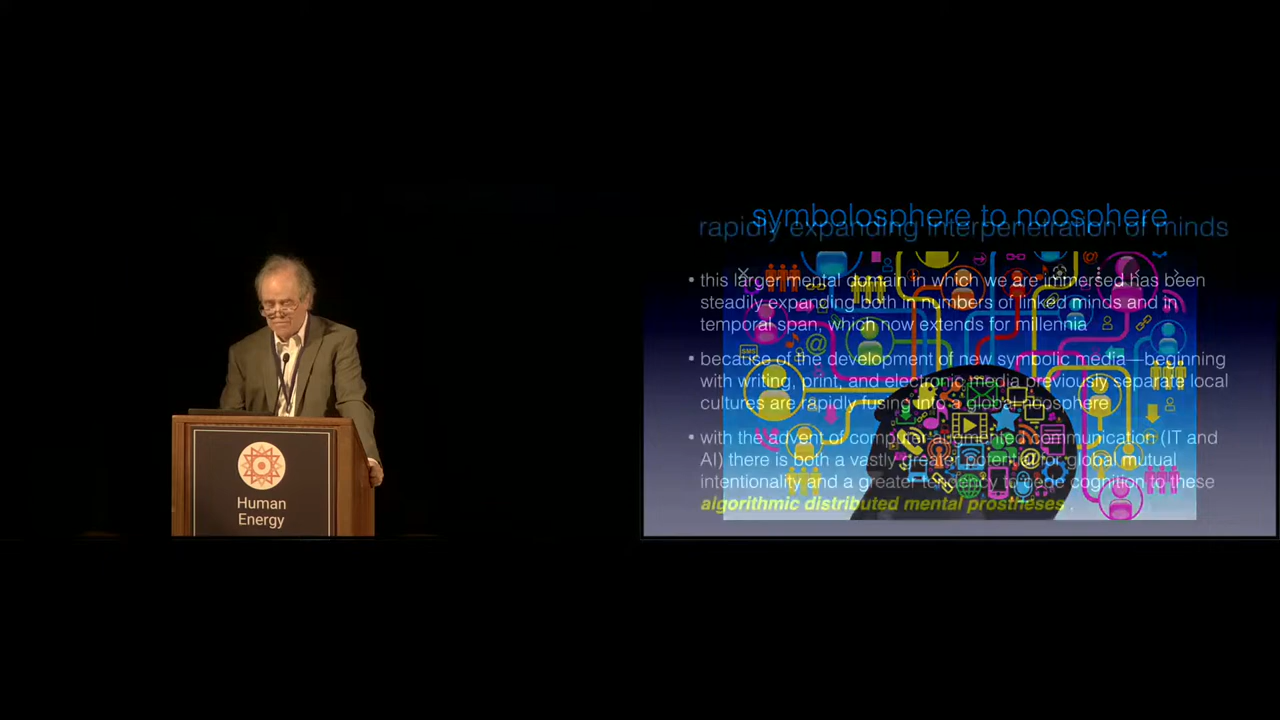 symbolosphere to noosphere
rapidly expanding interpenetration of minds
• this larger mental domain in which we are immersed has been
steadily expanding both in numbers of linked minds and in
temporal span, which now extends for millennia
• because of the development of new symbolic media—beginning
with writing, print, and electronic media previously separate local
cultures are rapidly fusing into a global noosphere
• with the advent of computer-augmented communication (IT and
AI) there is both a vastly greater potential for global mutual
intentionality and a greater tendency to cede cognition to these
algorithmic distributed mental prostheses
SMS
@
@
@
Human
Energy